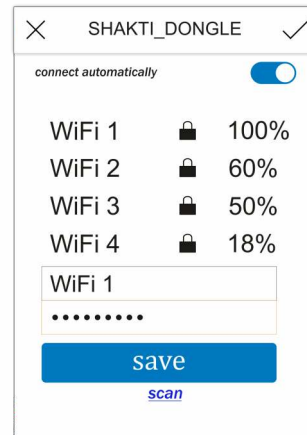 SHAKTI_DONGLE
connect automatically
WiFi 1 100%
WiFi 2 60%
WiFi 3 50%
WiFi 4 18%
WiFi 1
•••••••••
save
scan